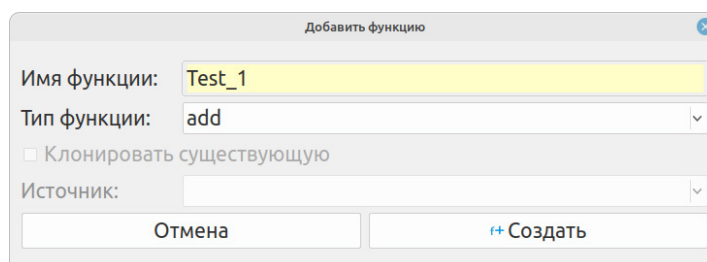 Добавить функцию
Имя функции: Test_1
Тип функции: add
Клонировать существующую
Источник:
Отмена f+ Создать